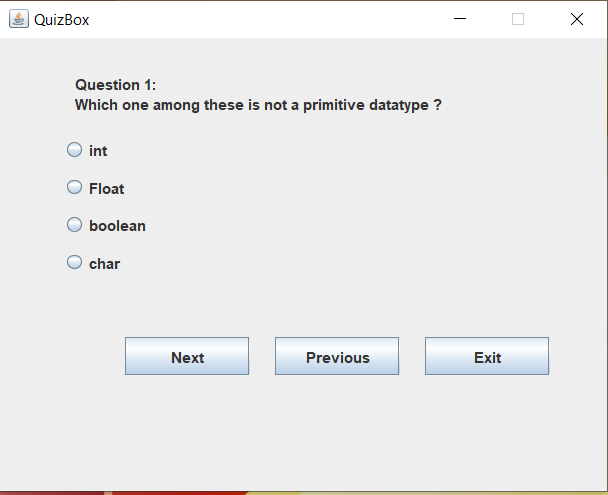 QuizBox
Question 1:
Which one among these is not a primitive datatype ?
int
Float
boolean
char
Next
Previous
Exit